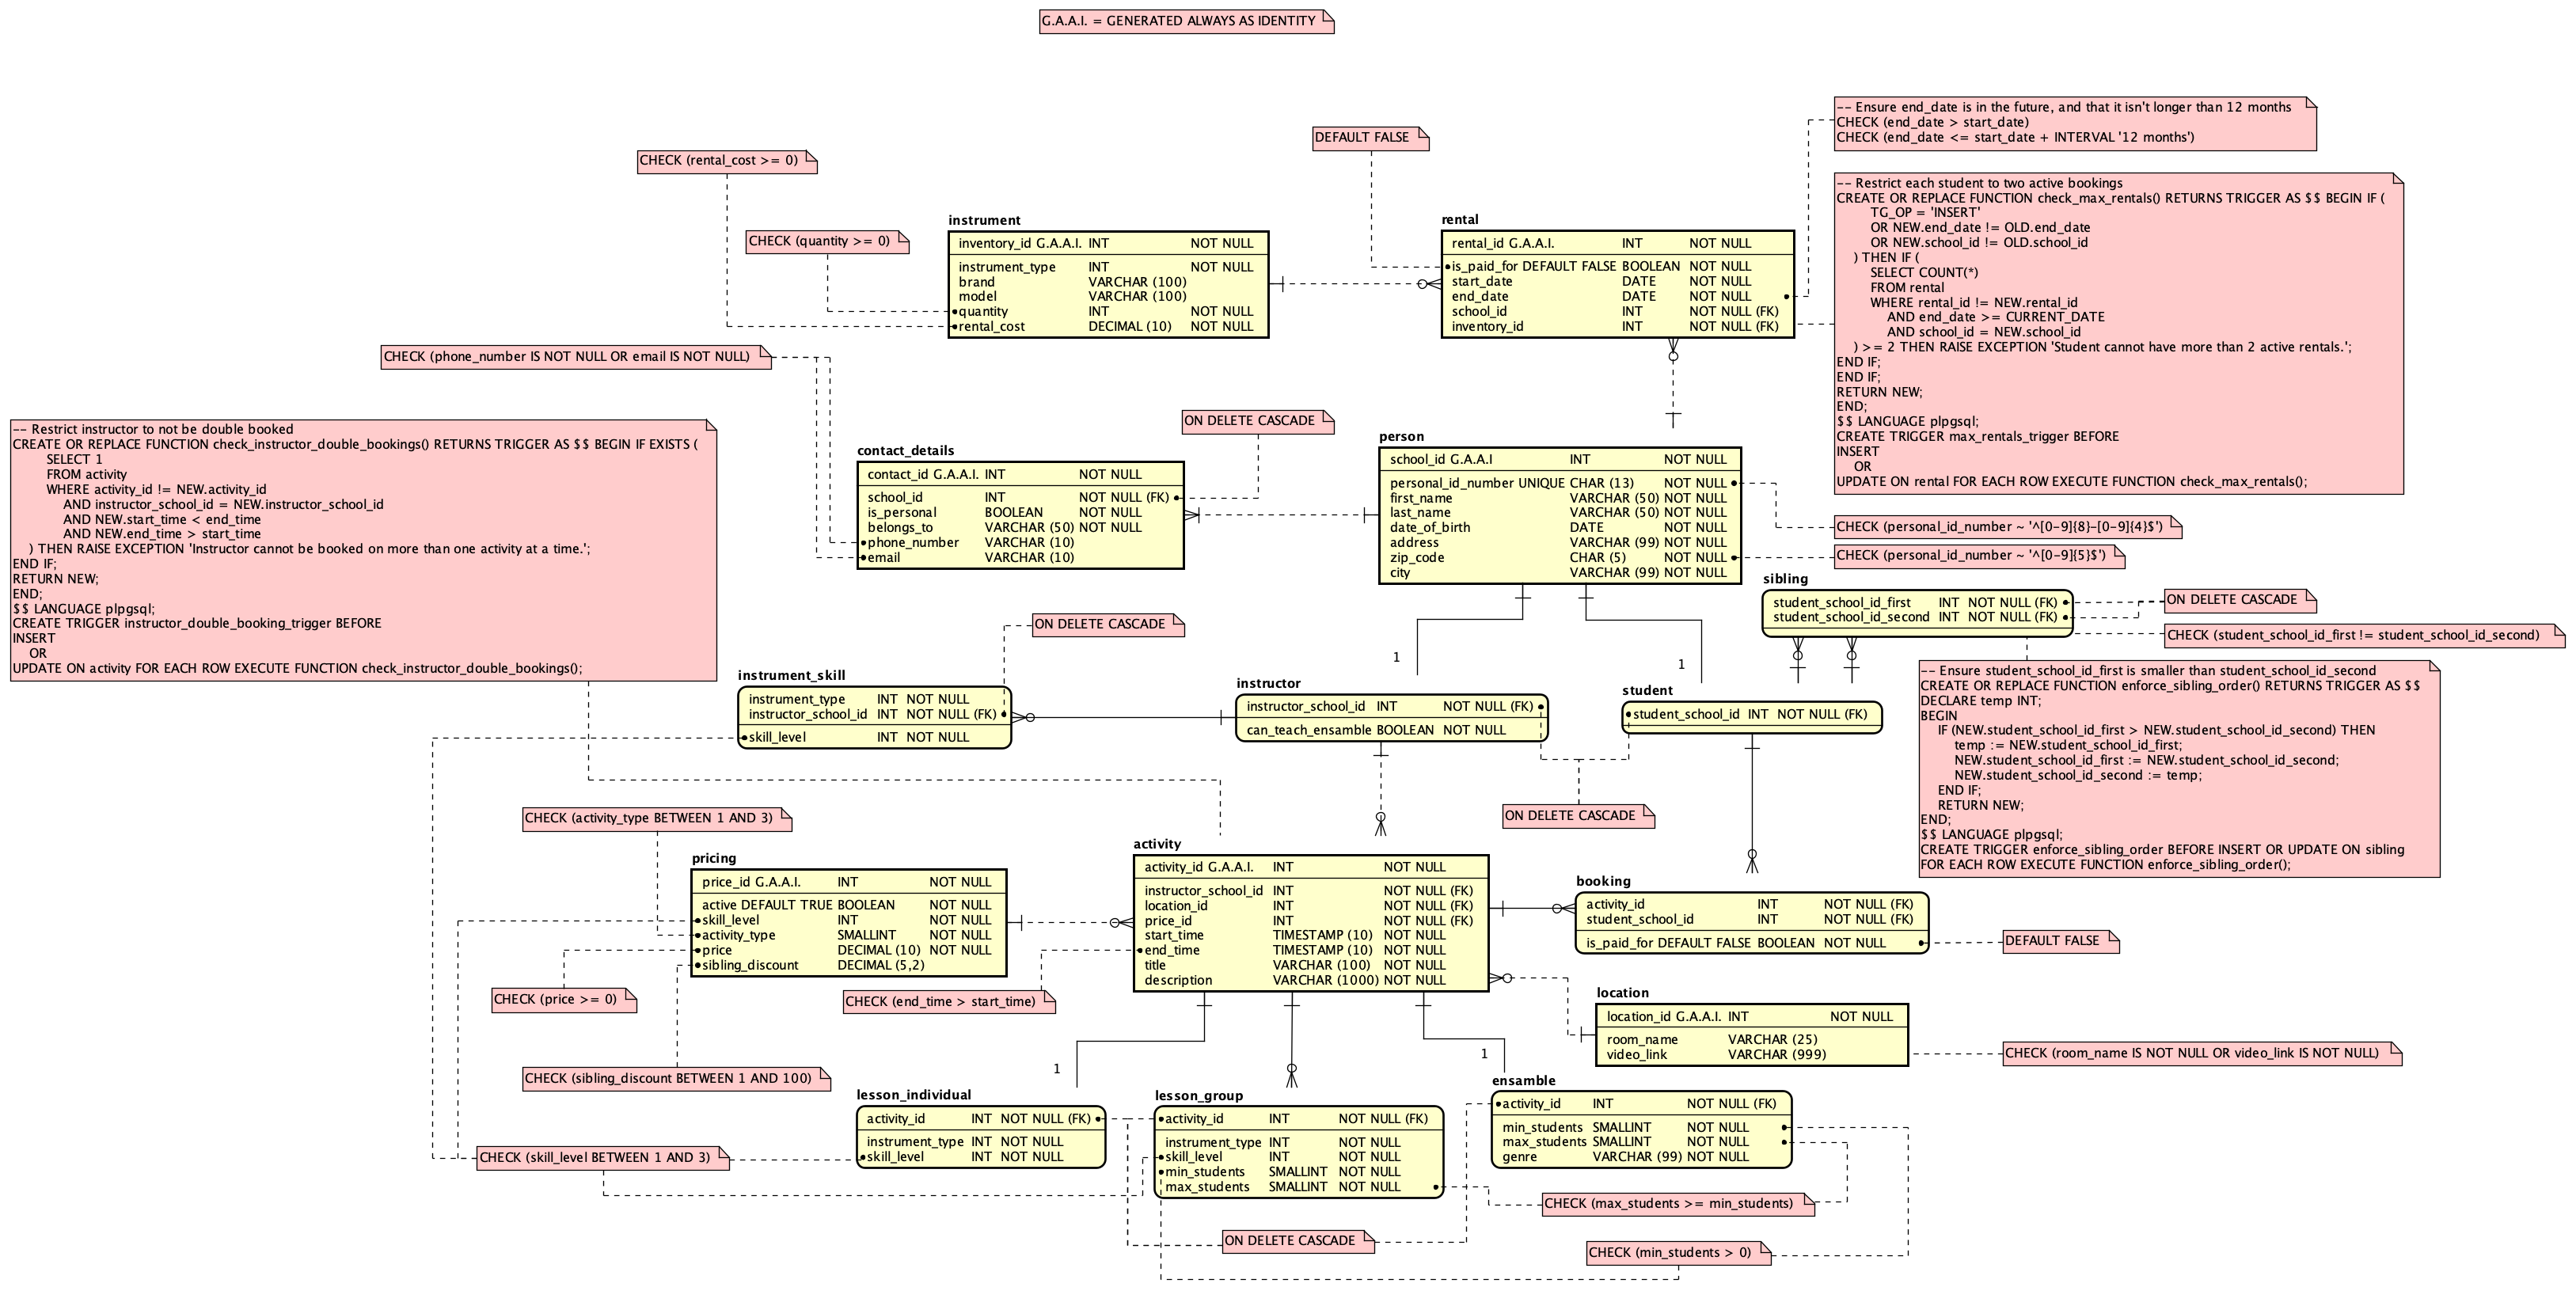 G.A.A.I. = GENERATED ALWAYS AS IDENTITY
-- Ensure end_date is in the future, and that it isn't longer than 12 months
CHECK (end_date > start_date)
CHECK (end_date <= start_date + INTERVAL '12 months')
DEFAULT FALSE
CHECK (rental_cost >= 0)
CHECK (quantity >= 0)
-- Restrict each student to two active bookings
CREATE OR REPLACE FUNCTION check_max_rentals() RETURNS TRIGGER AS $$ BEGIN IF (
TG_OP = 'INSERT'
OR NEW.end_date != OLD.end_date
OR NEW.school_id != OLD.school_id
) THEN IF (
SELECT COUNT(*)
FROM rental
WHERE rental_id != NEW.rental_id
AND end_date >= CURRENT_DATE
AND school_id = NEW.school_id
) >= 2 THEN RAISE EXCEPTION 'Student cannot have more than 2 active rentals.';
END IF;
END IF;
RETURN NEW;
END;
$$ LANGUAGE plpgsql;
CREATE TRIGGER max_rentals_trigger BEFORE
INSERT
OR
UPDATE ON rental FOR EACH ROW EXECUTE FUNCTION check_max_rentals();
instrument
inventory_id G.A.A.I. INT NOT NULL
instrument_type INT NOT NULL
brand VARCHAR (100)
model VARCHAR (100)
quantity INT NOT NULL
rental_cost DECIMAL (10) NOT NULL
rental
rental_id G.A.A.I. INT NOT NULL
is_paid_for DEFAULT FALSE BOOLEAN NOT NULL
start_date DATE NOT NULL
end_date DATE NOT NULL
school_id INT NOT NULL (FK)
inventory_id INT NOT NULL (FK)
CHECK (phone_number IS NOT NULL OR email IS NOT NULL)
-- Restrict instructor to not be double booked
CREATE OR REPLACE FUNCTION check_instructor_double_bookings() RETURNS TRIGGER AS $$ BEGIN IF EXISTS (
SELECT 1
FROM activity
WHERE activity_id != NEW.activity_id
AND instructor_school_id = NEW.instructor_school_id
AND NEW.start_time < end_time
AND NEW.end_time > start_time
) THEN RAISE EXCEPTION 'Instructor cannot be booked on more than one activity at a time.';
END IF;
RETURN NEW;
END;
$$ LANGUAGE plpgsql;
CREATE TRIGGER instructor_double_booking_trigger BEFORE
INSERT
OR
UPDATE ON activity FOR EACH ROW EXECUTE FUNCTION check_instructor_double_bookings();
ON DELETE CASCADE
contact_details
contact_id G.A.A.I. INT NOT NULL
school_id INT NOT NULL (FK)
is_personal BOOLEAN NOT NULL
belongs_to VARCHAR (50) NOT NULL
phone_number VARCHAR (10)
email VARCHAR (10)
person
school_id G.A.A.I INT NOT NULL
personal_id_number UNIQUE CHAR (13) NOT NULL
first_name VARCHAR (50) NOT NULL
last_name VARCHAR (50) NOT NULL
date_of_birth DATE NOT NULL
address VARCHAR (99) NOT NULL
zip_code CHAR (5) NOT NULL
city VARCHAR (99) NOT NULL
CHECK (personal_id_number ~ '^[0-9]{8}-[0-9]{4}$')
CHECK (personal_id_number ~ '^[0-9]{5}$')
sibling
student_school_id_first INT NOT NULL (FK)
student_school_id_second INT NOT NULL (FK)
ON DELETE CASCADE
CHECK (student_school_id_first != student_school_id_second)
-- Ensure student_school_id_first is smaller than student_school_id_second
CREATE OR REPLACE FUNCTION enforce_sibling_order() RETURNS TRIGGER AS $$
DECLARE temp INT;
BEGIN
IF (NEW.student_school_id_first > NEW.student_school_id_second) THEN
temp := NEW.student_school_id_first;
NEW.student_school_id_first := NEW.student_school_id_second;
NEW.student_school_id_second := temp;
END IF;
RETURN NEW;
END;
$$ LANGUAGE plpgsql;
CREATE TRIGGER enforce_sibling_order BEFORE INSERT OR UPDATE ON sibling
FOR EACH ROW EXECUTE FUNCTION enforce_sibling_order();
ON DELETE CASCADE
1
1
instrument_skill
instrument_type INT NOT NULL
instructor_school_id INT NOT NULL (FK)
skill_level INT NOT NULL
instructor
instructor_school_id INT NOT NULL (FK)
can_teach_ensamble BOOLEAN NOT NULL
student
student_school_id INT NOT NULL (FK)
ON DELETE CASCADE
CHECK (activity_type BETWEEN 1 AND 3)
pricing
price_id G.A.A.I. INT NOT NULL
active DEFAULT TRUE BOOLEAN NOT NULL
skill_level INT NOT NULL
activity_type SMALLINT NOT NULL
price DECIMAL (10) NOT NULL
sibling_discount DECIMAL (5,2)
activity
activity_id G.A.A.I. INT NOT NULL
instructor_school_id INT NOT NULL (FK)
location_id INT NOT NULL (FK)
price_id INT NOT NULL (FK)
start_time TIMESTAMP (10) NOT NULL
end_time TIMESTAMP (10) NOT NULL
title VARCHAR (100) NOT NULL
description VARCHAR (1000) NOT NULL
booking
activity_id INT NOT NULL (FK)
student_school_id INT NOT NULL (FK)
is_paid_for DEFAULT FALSE BOOLEAN NOT NULL
DEFAULT FALSE
CHECK (price >= 0)
CHECK (end_time > start_time)
location
location_id G.A.A.I. INT NOT NULL
room_name VARCHAR (25)
video_link VARCHAR (999)
CHECK (room_name IS NOT NULL OR video_link IS NOT NULL)
CHECK (sibling_discount BETWEEN 1 AND 100)
1
1
lesson_individual
activity_id INT NOT NULL (FK)
instrument_type INT NOT NULL
skill_level INT NOT NULL
lesson_group
activity_id INT NOT NULL (FK)
instrument_type INT NOT NULL
skill_level INT NOT NULL
min_students SMALLINT NOT NULL
max_students SMALLINT NOT NULL
ensamble
activity_id INT NOT NULL (FK)
min_students SMALLINT NOT NULL
max_students SMALLINT NOT NULL
genre VARCHAR (99) NOT NULL
CHECK (skill_level BETWEEN 1 AND 3)
CHECK (max_students >= min_students)
ON DELETE CASCADE
CHECK (min_students > 0)